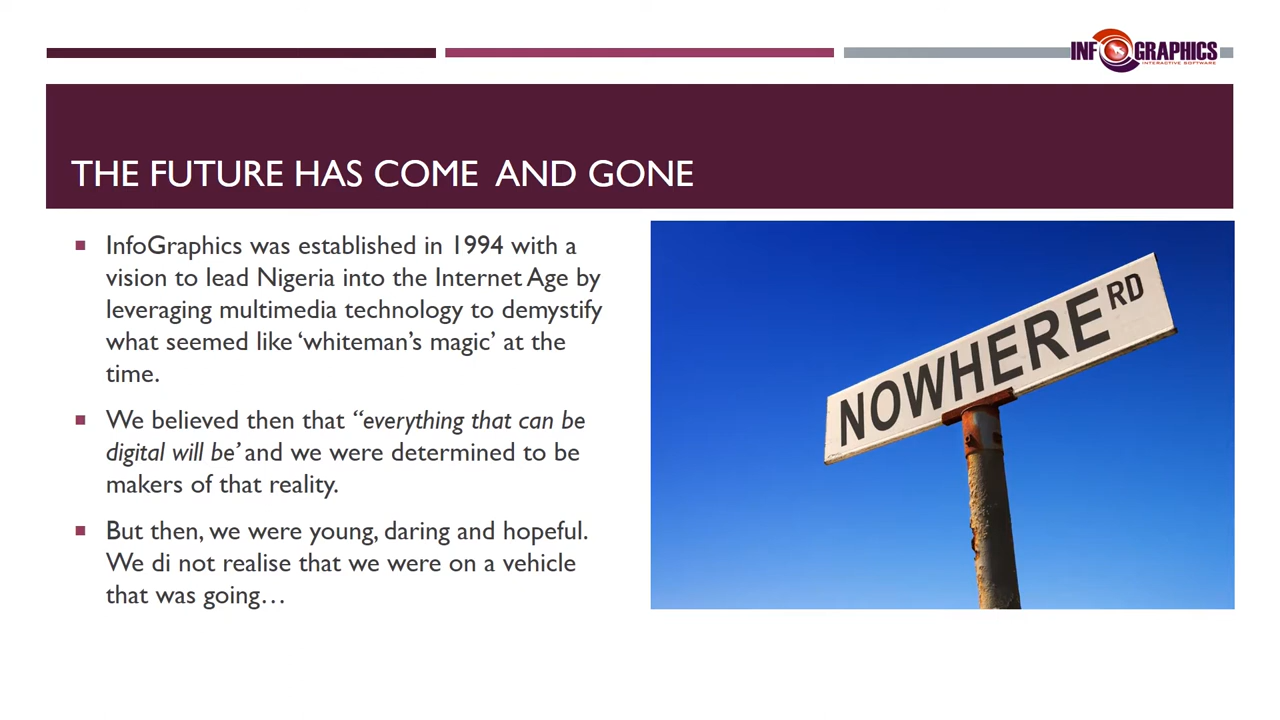 INFOGRAPHICS
INTERACTIVE SOFTWARE
THE FUTURE HAS COME  AND GONE
InfoGraphics was established in 1994 with a
vision to lead Nigeria into the Internet Age by
leveraging multimedia technology to demystify
what seemed like ‘whiteman’s magic’ at the
time.
We believed then that “everything that can be
digital will be’ and we were determined to be
makers of that reality.
But then, we were young, daring and hopeful.
We di not realise that we were on a vehicle
that was going…
NOWHERE RD